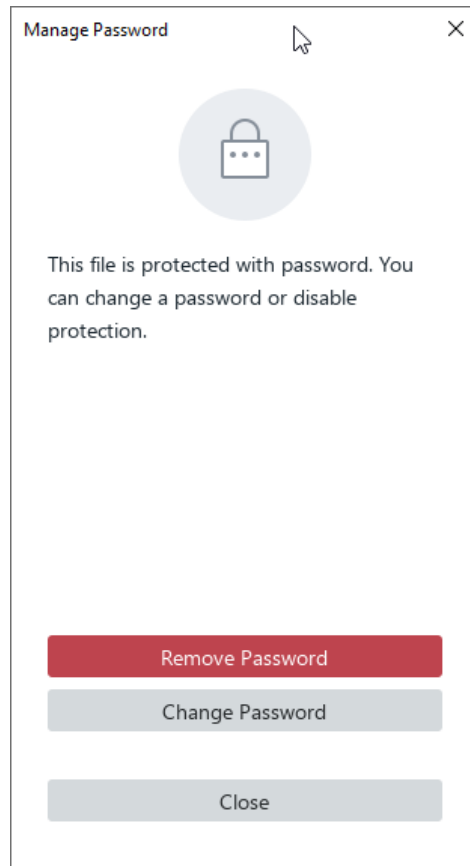 Manage Password
This file is protected with password. You
can change a password or disable
protection.
Remove Password
Change Password
Close